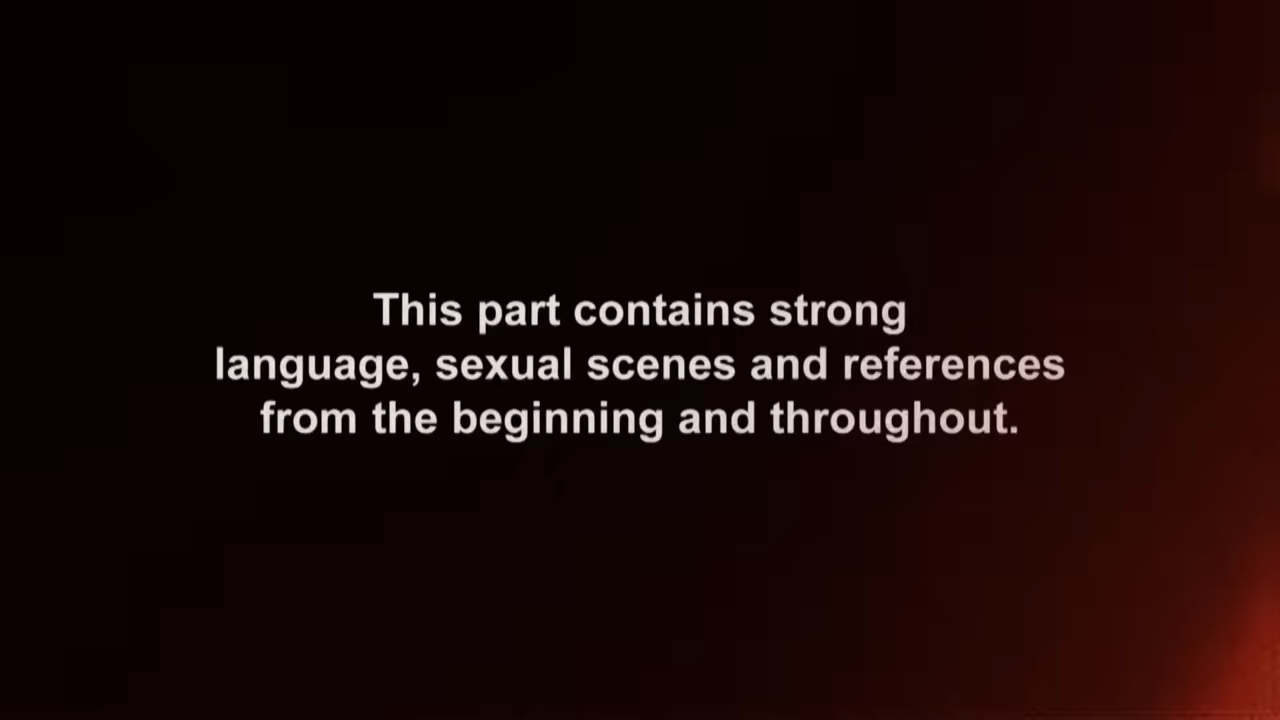 This part contains strong
language, sexual scenes and references
from the beginning and throughout.